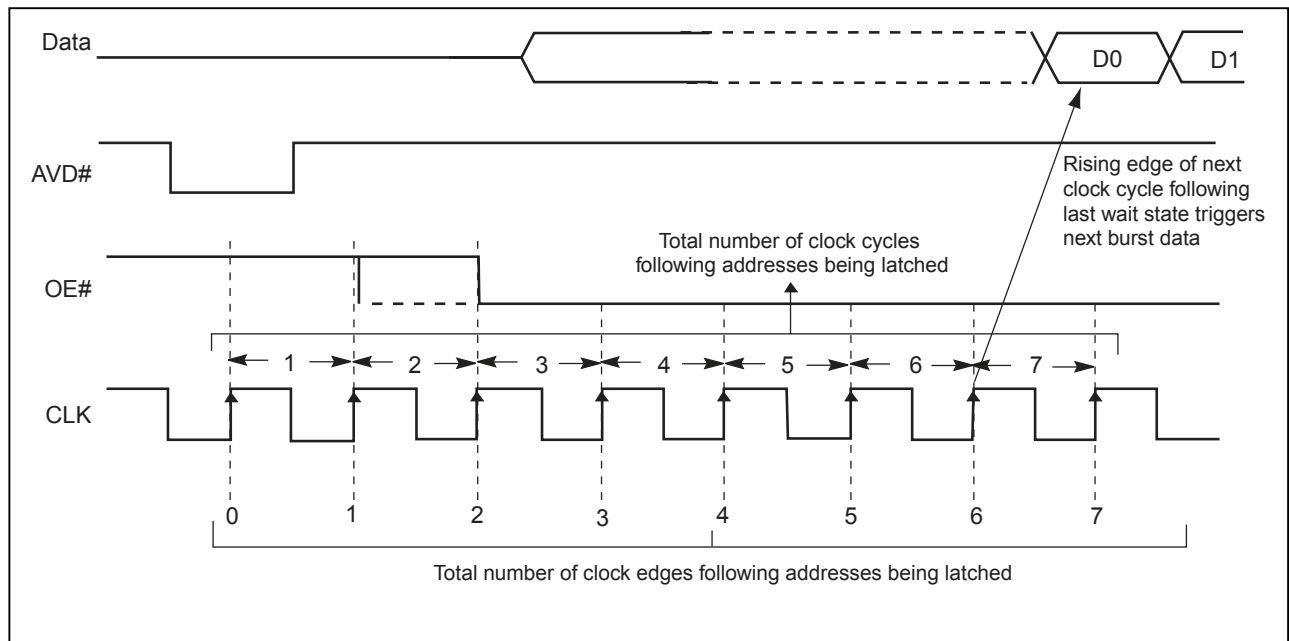 Data
D0
D1
AVD#
Rising edge of next
clock cycle following
last wait state triggers
next burst data
Total number of clock cycles
following addresses being latched
OE#
1 2 3 4 5 6 7
CLK
0 1 2 3 4 5 6 7
Total number of clock edges following addresses being latched